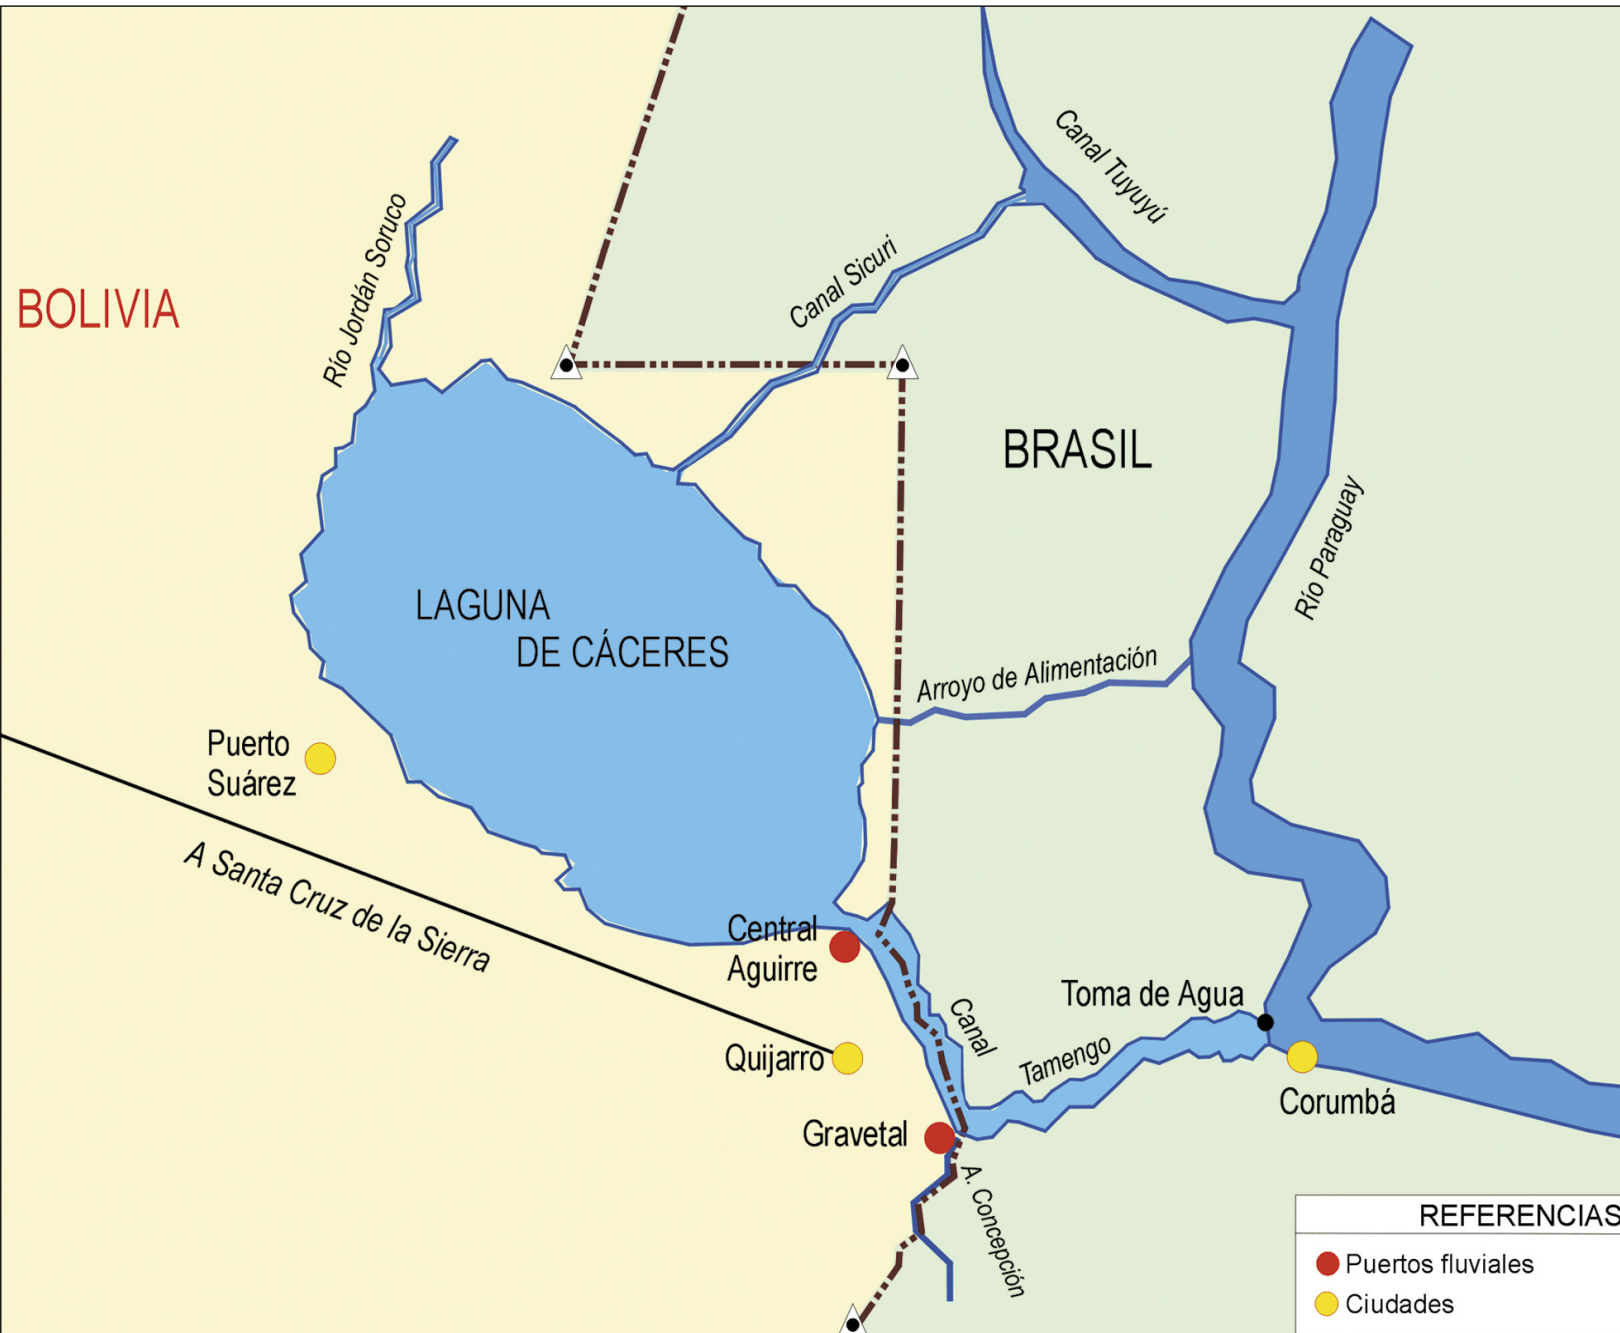 Canal Tuyuyú
Río Jordán Soruco
Canal Sicuri
BOLIVIA
BRASIL
Río Paraguay
LAGUNA
DE CÁCERES
Arroyo de Alimentación
Puerto
Suárez
A Santa Cruz de la Sierra
Central
Aguirre
Toma de Agua
Canal
Tamengo
Quijarro
Corumbá
Gravetal
A. Concepción
REFERENCIAS
Puertos fluviales
Ciudades